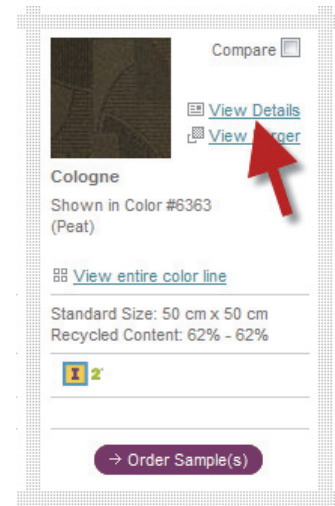 Compare
View Details
View
Cologne
Shown in Color #6363
(Peat)
View entire color line
Standard Size: 50 cm x 50 cm
Recycled Content: 62% - 62%
I 2
→ Order Sample(s)